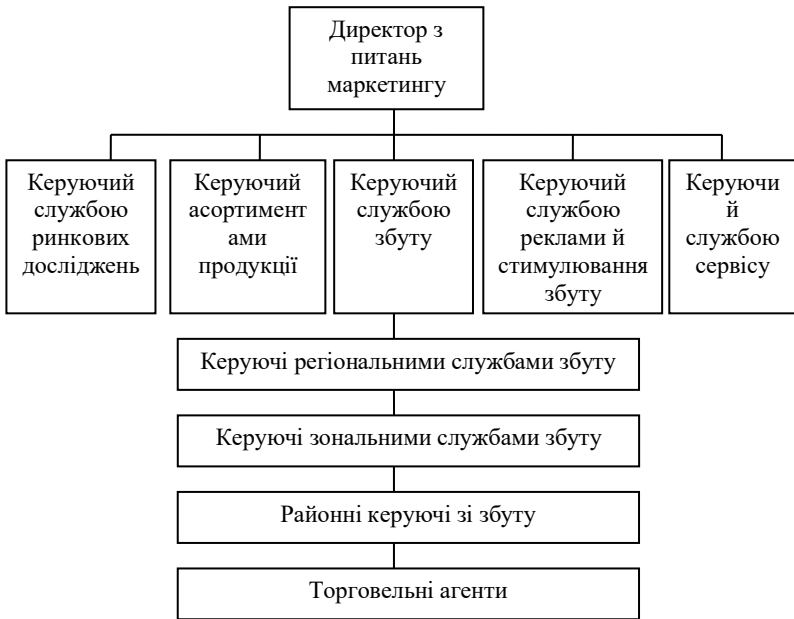 Директор з
питань
маркетингу
Керуючий
службою
ринкових
досліджень
Керуючий
асортимент
ами
продукції
Керуючий
службою
збуту
Керуючий
службою
реклами й
стимулювання
збуту
Керуючи
й
службою
сервісу
Керуючі регіональними службами збуту
Керуючі зональними службами збуту
Районні керуючі зі збуту
Торговельні агенти